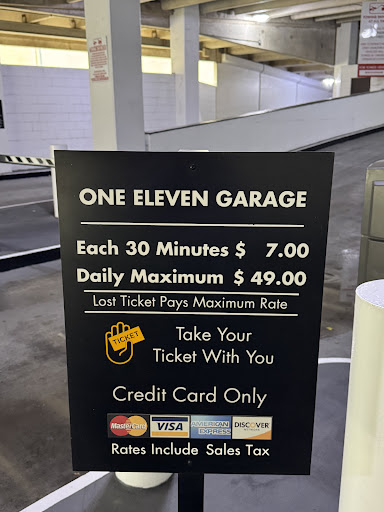 ONE ELEVEN GARAGE
Each 30 Minutes $ 7.00
Daily Maximum $ 49.00
Lost Ticket Pays Maximum Rate
TICKET
Take Your
Ticket With You
Credit Card Only
MasterCard VISA AMERICAN EXPRESS DISCOVER
Rates Include Sales Tax